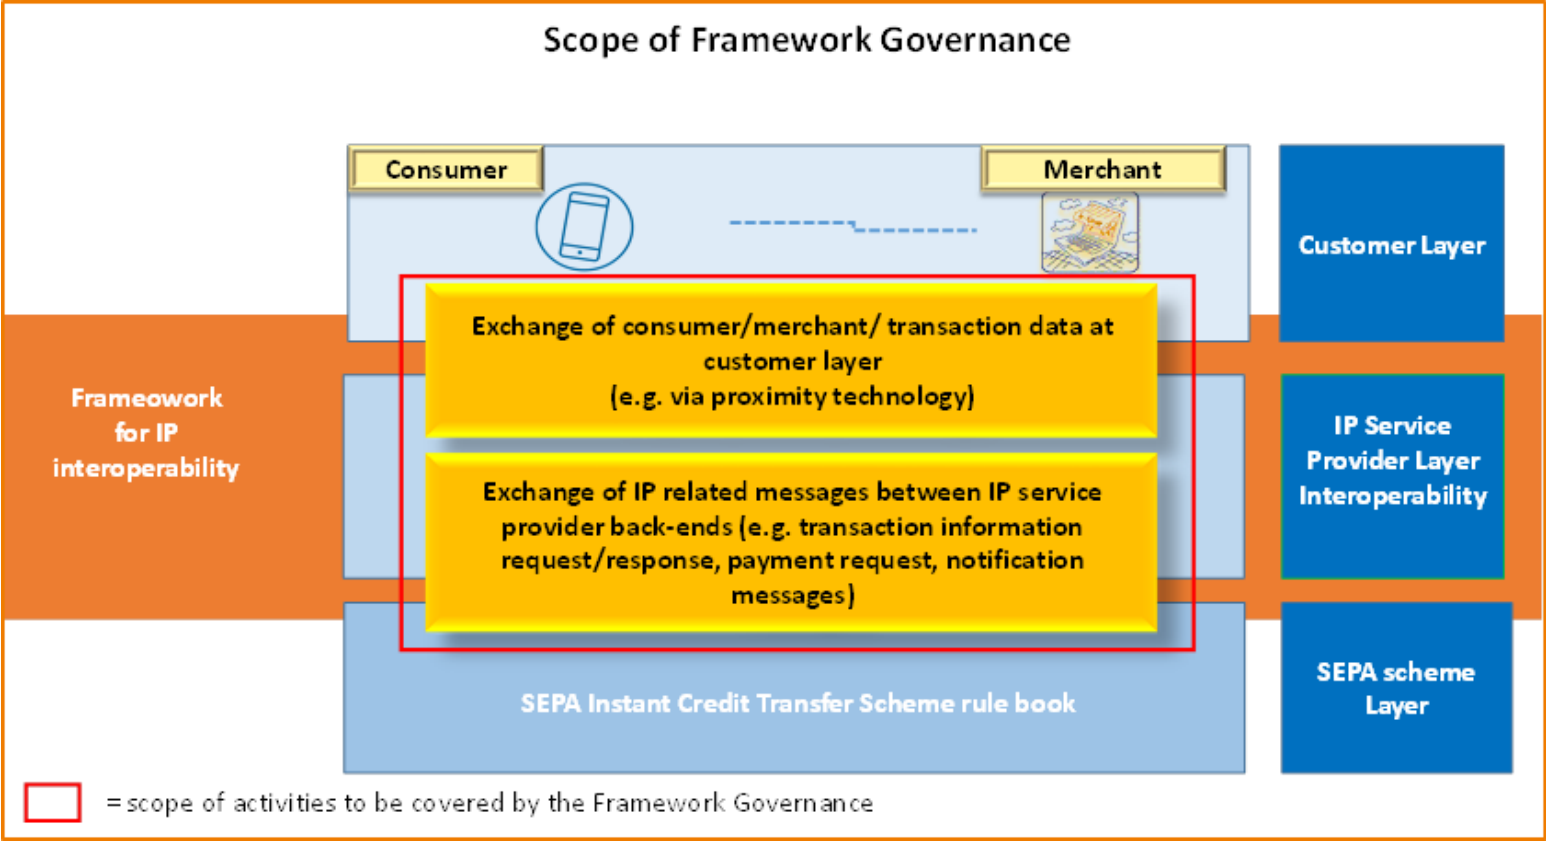 Scope of Framework Governance
Consumer
Merchant
Customer Layer
Exchange of consumer/merchant/ transaction data at
customer layer
(e.g. via proximity technology)
Frameowork
for IP
interoperability
IP Service
Provider Layer
Interoperability
Exchange of IP related messages between IP service
provider back-ends (e.g. transaction information
request/response, payment request, notification
messages)
SEPA Instant Credit Transfer Scheme rule book
SEPA scheme
Layer
= scope of activities to be covered by the Framework Governance